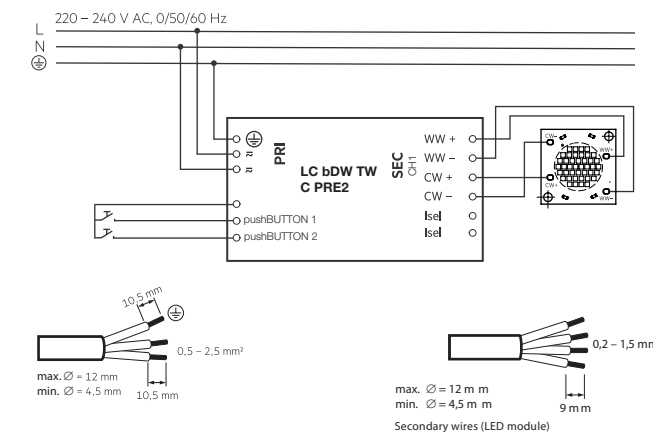 220 – 240 V AC, 0/50/60 Hz
L
N
PRI
LC bDW TW
C PRE2
SEC
CH1
WW +
WW –
CW +
CW –
Isel
Isel
pushBUTTON 1
pushBUTTON 2
CW–
WW+
CW+
WW–
10,5 mm
0,5 – 2,5 mm²
max. ∅ = 12 mm
min. ∅ = 4,5 mm
10,5 mm
0,2 – 1,5 mm
max. ∅ = 12 m m
min. ∅ = 4,5 m m
9 mm
Secondary wires (LED module)